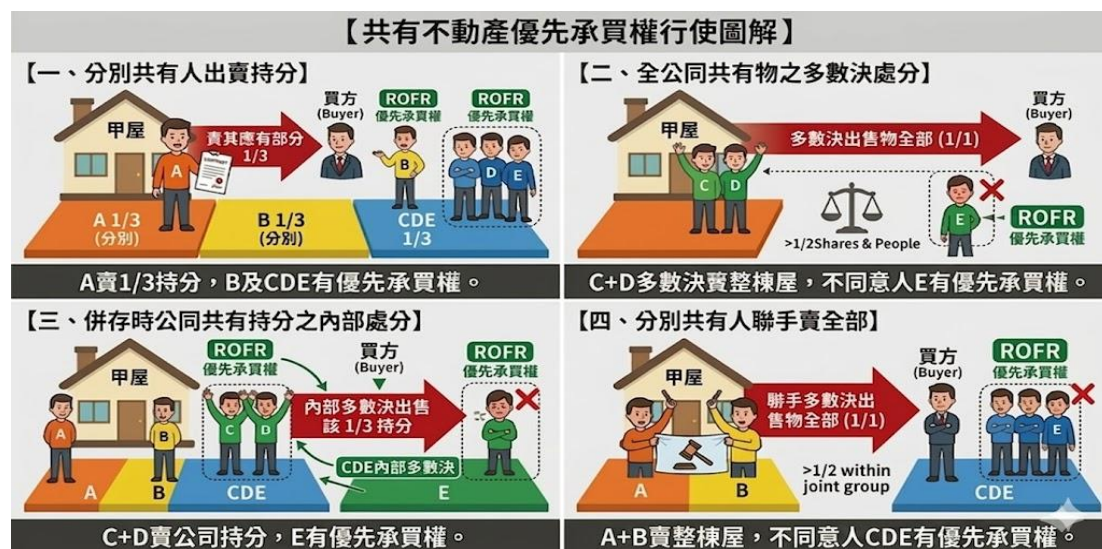 【共有不動產優先承買權行使圖解】
【一、分別共有人出賣持分】
甲屋
A
責其應有部分
1/3
買方
(Buyer)
ROFR
優先承買權
B
ROFR
優先承買權
D
E
A 1/3
(分別)
B 1/3
(分別)
CDE
1/3
A賣1/3持分，B及CDE有優先承買權。
【二、全公同共有物之多數決處分】
甲屋
C
D
多數決出售物全部 (1/1)
買方
(Buyer)
>1/2Shares & People
E
ROFR
優先承買權
C+D多數決賣整棟屋，不同意人E有優先承買權。
【三、併存時公同共有持分之內部處分】
甲屋
A
B
ROFR
優先承買權
C
D
買方
(Buyer)
內部多數決出售
該 1/3 持分
ROFR
優先承買權
CDE內部多數決
A
B
CDE
E
C+D賣公司持分，E有優先承買權。
【四、分別共有人聯手賣全部】
甲屋
聯手多數決出
售物全部 (1/1)
買方
(Buyer)
ROFR
優先承買權
E
>1/2 within
joint group
A
B
CDE
A+B賣整棟屋，不同意人CDE有優先承買權。